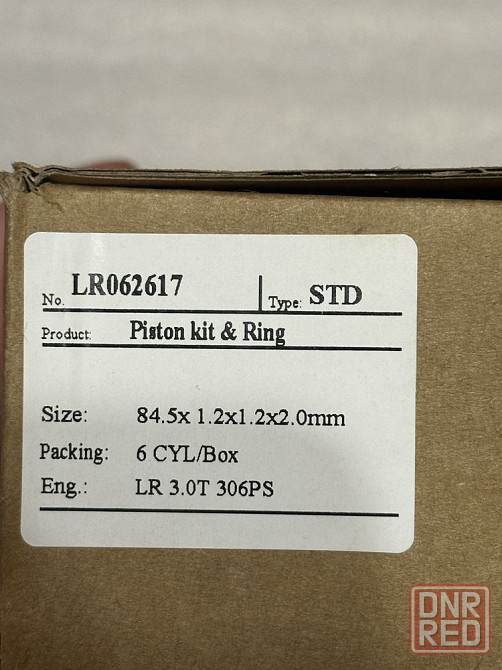 No. LR062617 Type: STD
Product: Piston kit & Ring
Size: 84.5x 1.2x1.2x2.0mm
Packing: 6 CYL/Box
Eng.: LR 3.0T 306PS
DNR
RED